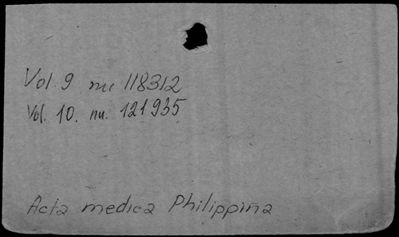 Vol 9 nu 118312
Vol. 10. nu. 121935
Acta medica Philippina